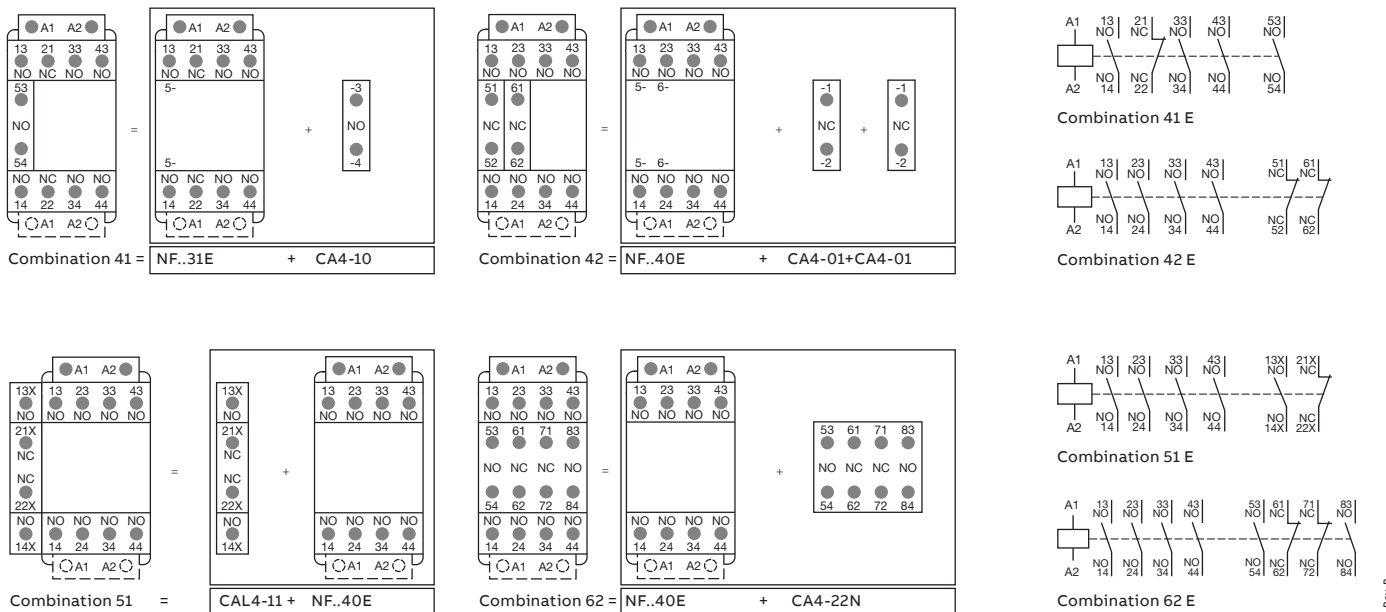 A1 A2
13 21 33 43
NO NC NO NO
53
NO
54
NO NC NO NO
14 22 34 44
A1 A2
=
A1 A2
13 21 33 43
NO NC NO NO
5-
5-
NO NC NO NO
14 22 34 44
A1 A2
+
-3
NO
-4
Combination 41 = NF..31E + CA4-10
A1 A2
13 23 33 43
NO NO NO NO
51 61
NC NC
52 62
NO NO NO NO
14 24 34 44
A1 A2
=
A1 A2
13 23 33 43
NO NO NO NO
5- 6-
5- 6-
NO NO NO NO
14 24 34 44
A1 A2
+
-1
NC
-2
+
-1
NC
-2
Combination 42 = NF..40E + CA4-01+CA4-01
A1 13 21 33 43 53
NO NC NO NO NO
NO NC NO NO NO
A2 14 22 34 44 54
Combination 41 E
A1 13 23 33 43 51 61
NO NO NO NO NC NC
NO NO NO NO NC NC
A2 14 24 34 44 52 62
Combination 42 E
A1 A2
13X 13 23 33 43
NO NO NO NO NO
21X
NC
NC
22X
NO NO NO NO NO
14X 14 24 34 44
A1 A2
=
13X
NO
21X
NC
NC
22X
NO
14X
+
A1 A2
13 23 33 43
NO NO NO NO
NO NO NO NO
14 24 34 44
A1 A2
Combination 51 = CAL4-11 + NF..40E
A1 A2
13 23 33 43
NO NO NO NO
53 61 71 83
NO NC NC NO
54 62 72 84
NO NO NO NO
14 24 34 44
A1 A2
=
A1 A2
13 23 33 43
NO NO NO NO
NO NO NO NO
14 24 34 44
A1 A2
+
53 61 71 83
NO NC NC NO
54 62 72 84
Combination 62 = NF..40E + CA4-22N
A1 13 23 33 43 13X 21X
NO NO NO NO NO NC
NO NO NO NO NO NC
A2 14 24 34 44 14X 22X
Combination 51 E
A1 13 23 33 43 53 61 71 83
NO NO NO NO NO NC NC NO
NO NO NO NO NO NC NC NO
A2 14 24 34 44 54 62 72 84
Combination 62 E